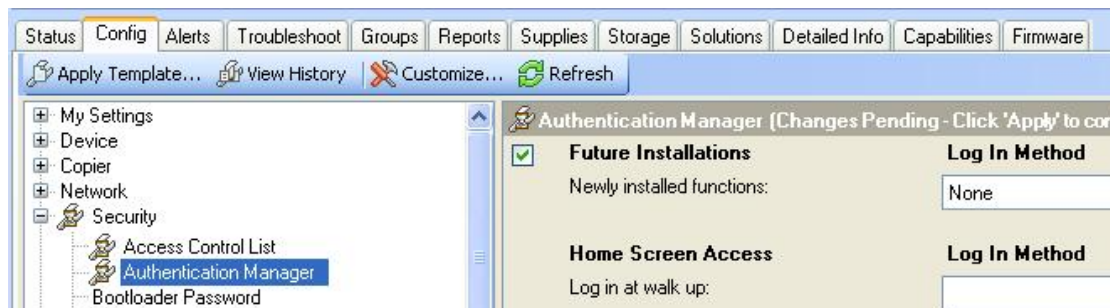 Status Config Alerts Troubleshoot Groups Reports Supplies Storage Solutions Detailed Info Capabilities Firmware
Apply Template... View History Customize... Refresh
My Settings
Device
Copier
Network
Security
Access Control List
Authentication Manager
Bootloader Password
Authentication Manager (Changes Pending - Click 'Apply' to con
Future Installations Log In Method
Newly installed functions: None
Home Screen Access Log In Method
Log in at walk up: